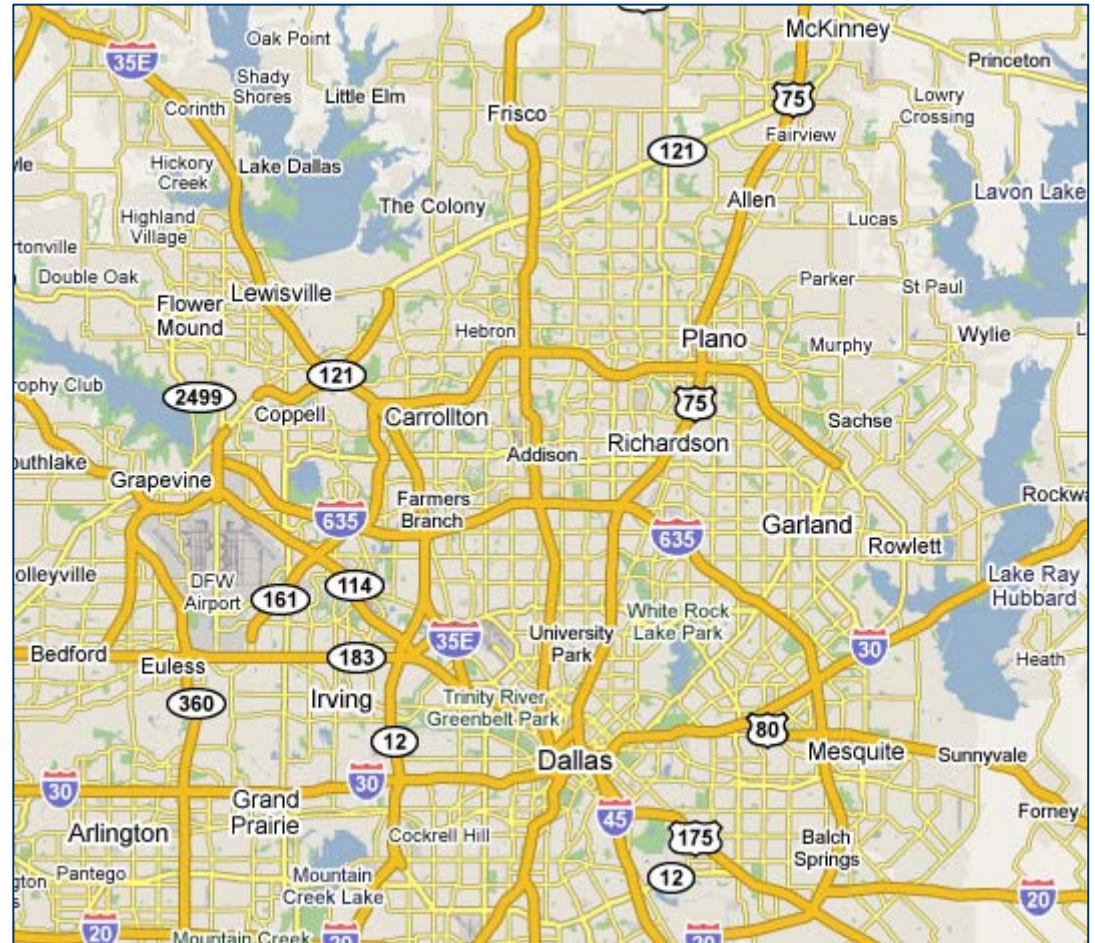 McKinney
Oak Point
35E
Princeton
Shady
Shores
Little Elm
75
Lowry
Crossing
Corinth
Frisco
Fairview
121
Hickory
Creek
Lake Dallas
Allen
Lavon Lake
The Colony
Highland
Village
Lucas
Double Oak
Parker
St Paul
Lewisville
Flower
Mound
Hebron
Plano
Murphy
Wylie
121
2499
75
Coppell
Carrollton
Sachse
Richardson
Addison
Grapevine
Farmers
Branch
635
Garland
635
Rowlett
DFW
Airport
161
114
Lake Ray
Hubbard
White Rock
Lake Park
University
Park
35E
30
Bedford
Euless
183
Heath
360
Irving
Trinity River
Greenbelt Park
12
80
Dallas
Mesquite
Sunnyvale
30
30
Grand
Prairie
Forney
45
Arlington
Cockrell Hill
175
Balch
Springs
12
Pantego
Mountain
Creek Lake
20
20
Mountain Creek
20
20